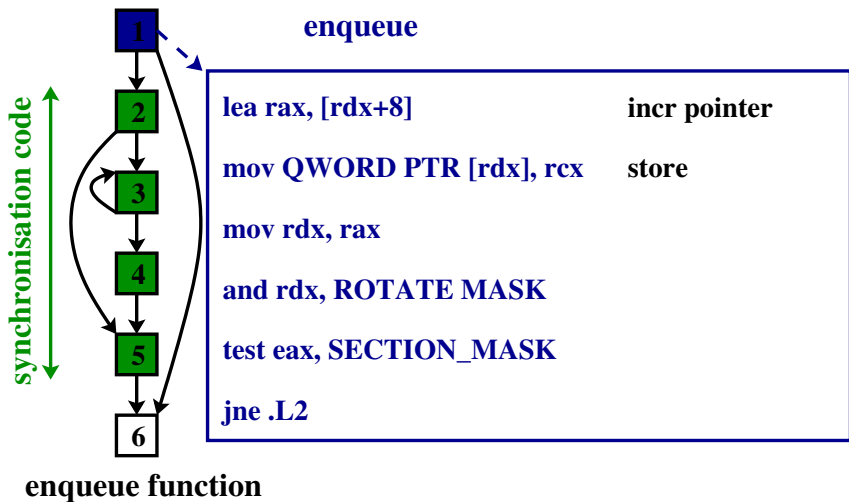 enqueue
1
2
3
4
5
6
synchronisation code
lea rax, [rdx+8] incr pointer
mov QWORD PTR [rdx], rcx store
mov rdx, rax
and rdx, ROTATE MASK
test eax, SECTION_MASK
jne .L2
enqueue function